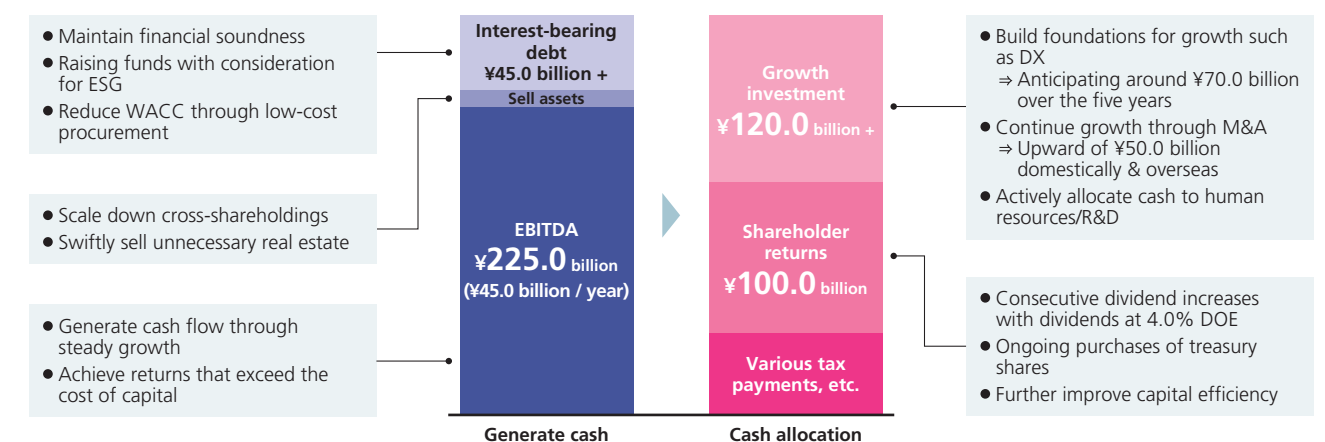 ● Maintain financial soundness
● Raising funds with consideration
for ESG
● Reduce WACC through low-cost
procurement
● Scale down cross-shareholdings
● Swiftly sell unnecessary real estate
● Generate cash flow through
steady growth
● Achieve returns that exceed the
cost of capital
Interest-bearing
debt
¥45.0 billion +
Sell assets
EBITDA
¥225.0 billion
(¥45.0 billion / year)
Generate cash
Growth
investment
¥120.0 billion +
Shareholder
returns
¥100.0 billion
Various tax
payments, etc.
Cash allocation
● Build foundations for growth such
as DX
⇒ Anticipating around ¥70.0 billion
over the five years
● Continue growth through M&A
⇒ Upward of ¥50.0 billion
domestically & overseas
● Actively allocate cash to human
resources/R&D
● Consecutive dividend increases
with dividends at 4.0% DOE
● Ongoing purchases of treasury
shares
● Further improve capital efficiency